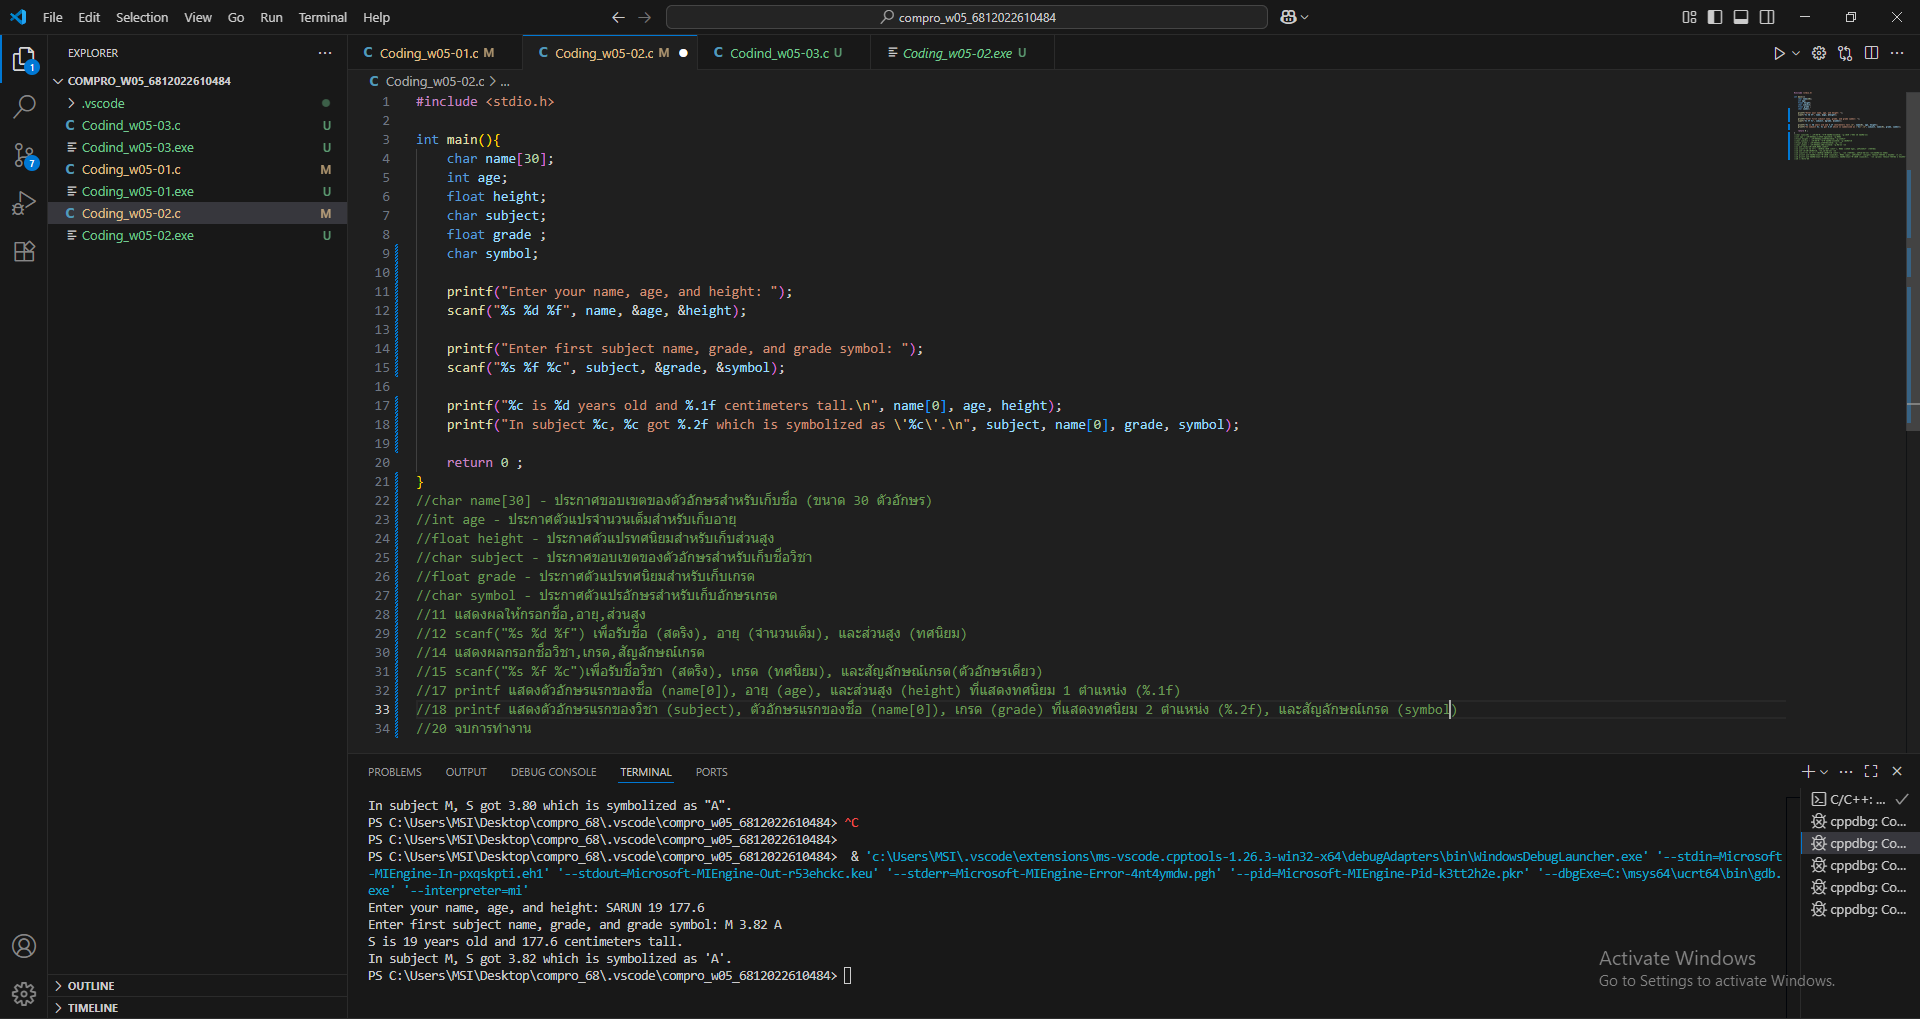 File Edit Selection View Go Run Terminal Help
compro_w05_6812022610484
EXPLORER
COMPRO_W05_6812022610484
.vscode
C Codind_w05-03.c U
Codind_w05-03.exe U
C Coding_w05-01.c M
Coding_w05-01.exe U
C Coding_w05-02.c M
Coding_w05-02.exe U
1
7
OUTLINE
TIMELINE
C Coding_w05-01.c M
C Coding_w05-02.c M
C Codind_w05-03.c U
Coding_w05-02.exe U
C Coding_w05-02.c > ...
1 #include <stdio.h>
2
3 int main(){
4 char name[30];
5 int age;
6 float height;
7 char subject;
8 float grade ;
9 char symbol;
10
11 printf("Enter your name, age, and height: ");
12 scanf("%s %d %f", name, &age, &height);
13
14 printf("Enter first subject name, grade, and grade symbol: ");
15 scanf("%s %f %c", subject, &grade, &symbol);
16
17 printf("%c is %d years old and %.1f centimeters tall.\n", name[0], age, height);
18 printf("In subject %c, %c got %.2f which is symbolized as \'%c\'.\n", subject, name[0], grade, symbol);
19
20 return 0 ;
21 }
22 //char name[30] - ประกาศขอบเขตของตัวอักษรสำหรับเก็บชื่อ (ขนาด 30 ตัวอักษร)
23 //int age - ประกาศตัวแปรจำนวนเต็มสำหรับเก็บอายุ
24 //float height - ประกาศตัวแปรทศนิยมสำหรับเก็บส่วนสูง
25 //char subject - ประกาศขอบเขตของตัวอักษรสำหรับเก็บชื่อวิชา
26 //float grade - ประกาศตัวแปรทศนิยมสำหรับเก็บเกรด
27 //char symbol - ประกาศตัวแปรอักษรสำหรับเก็บอักษรเกรด
28 //11 แสดงผลให้กรอกชื่อ,อายุ,ส่วนสูง
29 //12 scanf("%s %d %f") เพื่อรับชื่อ (สตริง), อายุ (จำนวนเต็ม), และส่วนสูง (ทศนิยม)
30 //14 แสดงผลกรอกชื่อวิชา,เกรด,สัญลักษณ์เกรด
31 //15 scanf("%s %f %c")เพื่อรับชื่อวิชา (สตริง), เกรด (ทศนิยม), และสัญลักษณ์เกรด(ตัวอักษรเดียว)
32 //17 printf แสดงตัวอักษรแรกของชื่อ (name[0]), อายุ (age), และส่วนสูง (height) ที่แสดงทศนิยม 1 ตำแหน่ง (%.1f)
33 //18 printf แสดงตัวอักษรแรกของวิชา (subject), ตัวอักษรแรกของชื่อ (name[0]), เกรด (grade) ที่แสดงทศนิยม 2 ตำแหน่ง (%.2f), และสัญลักษณ์เกรด (symbol)
34 //20 จบการทำงาน
PROBLEMS OUTPUT DEBUG CONSOLE TERMINAL PORTS
In subject M, S got 3.80 which is symbolized as "A".
PS C:\Users\MSI\Desktop\compro_68\.vscode\compro_w05_6812022610484> ^C
PS C:\Users\MSI\Desktop\compro_68\.vscode\compro_w05_6812022610484>
PS C:\Users\MSI\Desktop\compro_68\.vscode\compro_w05_6812022610484> & 'c:\Users\MSI\.vscode\extensions\ms-vscode.cpptools-1.26.3-win32-x64\debugAdapters\bin\WindowsDebugLauncher.exe' '--stdin=Microsoft
-MIEngine-In-pxqskpti.eh1' '--stdout=Microsoft-MIEngine-Out-r53ehckc.keu' '--stderr=Microsoft-MIEngine-Error-4nt4ymdw.pgh' '--pid=Microsoft-MIEngine-Pid-k3tt2h2e.pkr' '--dbgExe=C:\msys64\ucrt64\bin\gdb.
exe' '--interpreter=mi'
Enter your name, age, and height: SARUN 19 177.6
Enter first subject name, grade, and grade symbol: M 3.82 A
S is 19 years old and 177.6 centimeters tall.
In subject M, S got 3.82 which is symbolized as 'A'.
PS C:\Users\MSI\Desktop\compro_68\.vscode\compro_w05_6812022610484>
C/C++: ...
cppdbg: Co...
cppdbg: Co...
cppdbg: Co...
cppdbg: Co...
cppdbg: Co...
Activate Windows
Go to Settings to activate Windows.